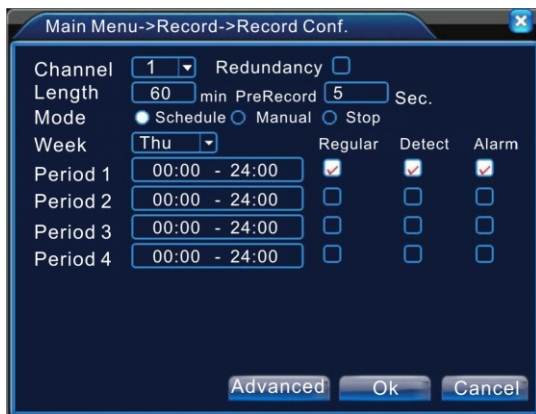 Main Menu->Record->Record Conf.
Channel 1 Redundancy
Length 60 min PreRecord 5 Sec.
Mode Schedule Manual Stop
Week Thu Regular Detect Alarm
Period 1 00:00 - 24:00
Period 2 00:00 - 24:00
Period 3 00:00 - 24:00
Period 4 00:00 - 24:00
Advanced Ok Cancel